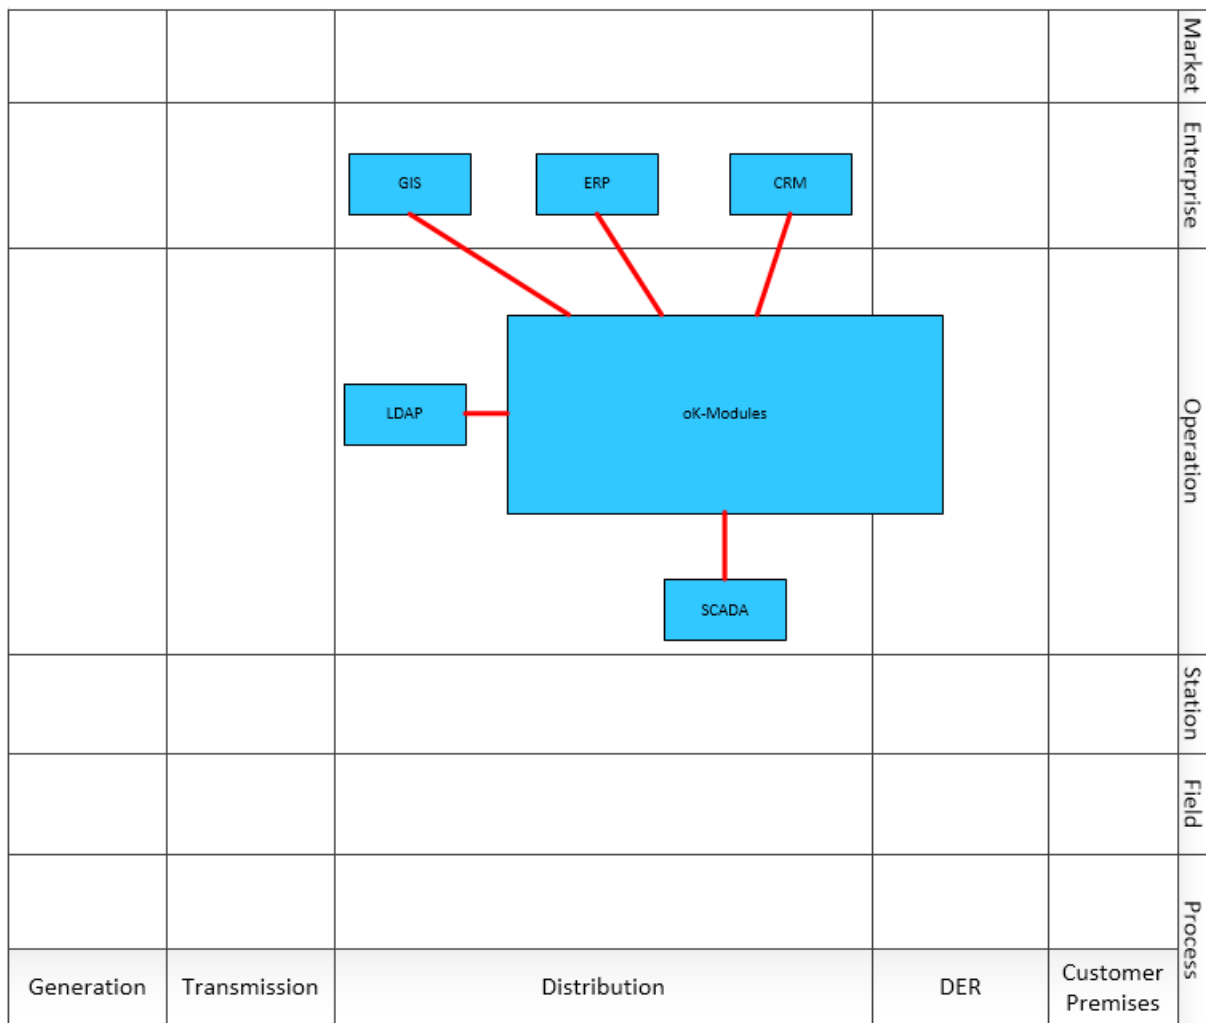 Market
Enterprise
GIS
ERP
CRM
Operation
LDAP
oK-Modules
SCADA
Station
Field
Process
Generation
Transmission
Distribution
DER
Customer
Premises